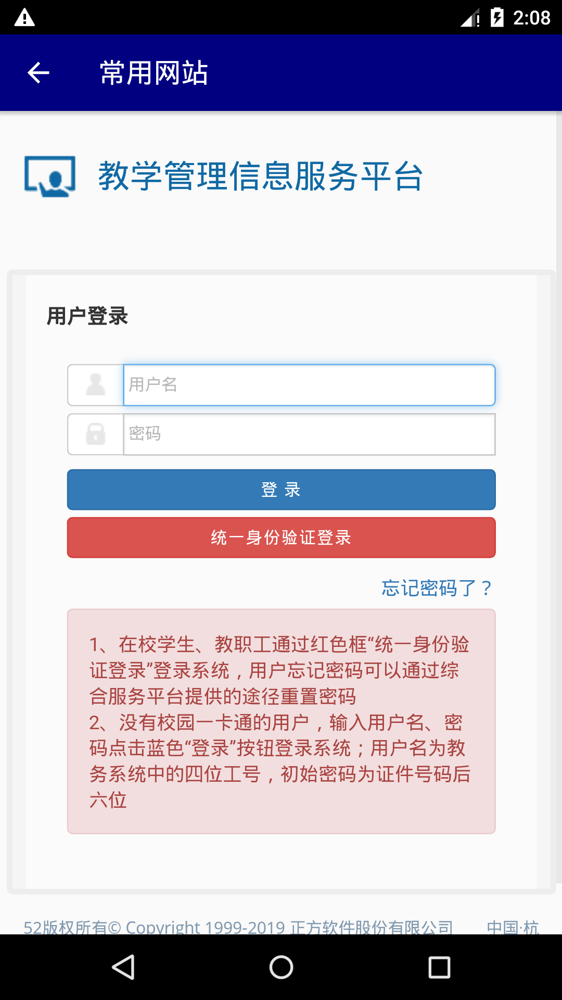 2:08
常用网站
教学管理信息服务平台
用户登录
用户名
密码
登 录
统一身份验证登录
忘记密码了？
1、在校学生、教职工通过红色框“统一身份验
证登录”登录系统，用户忘记密码可以通过综
合服务平台提供的途径重置密码
2、没有校园一卡通的用户，输入用户名、密
码点击蓝色“登录”按钮登录系统；用户名为教
务系统中的四位工号，初始密码为证件号码后
六位
52版权所有© Copyright 1999-2019 正方软件股份有限公司 中国·杭